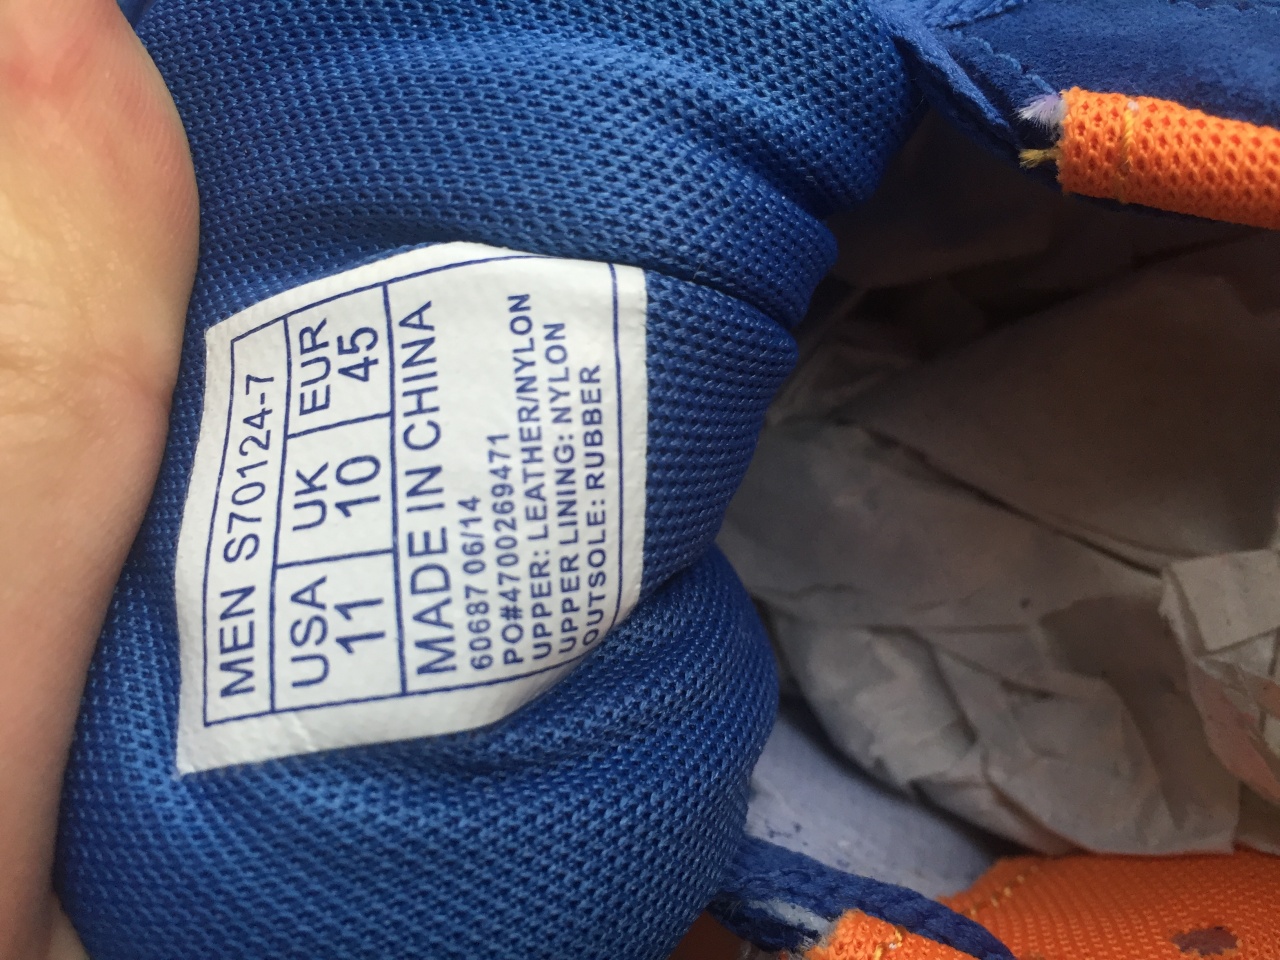 MEN S70124-7
USA UK EUR
11 10 45
MADE IN CHINA
60687 06/14
PO#4700269471
UPPER: LEATHER/NYLON
UPPER LINING: NYLON
OUTSOLE: RUBBER